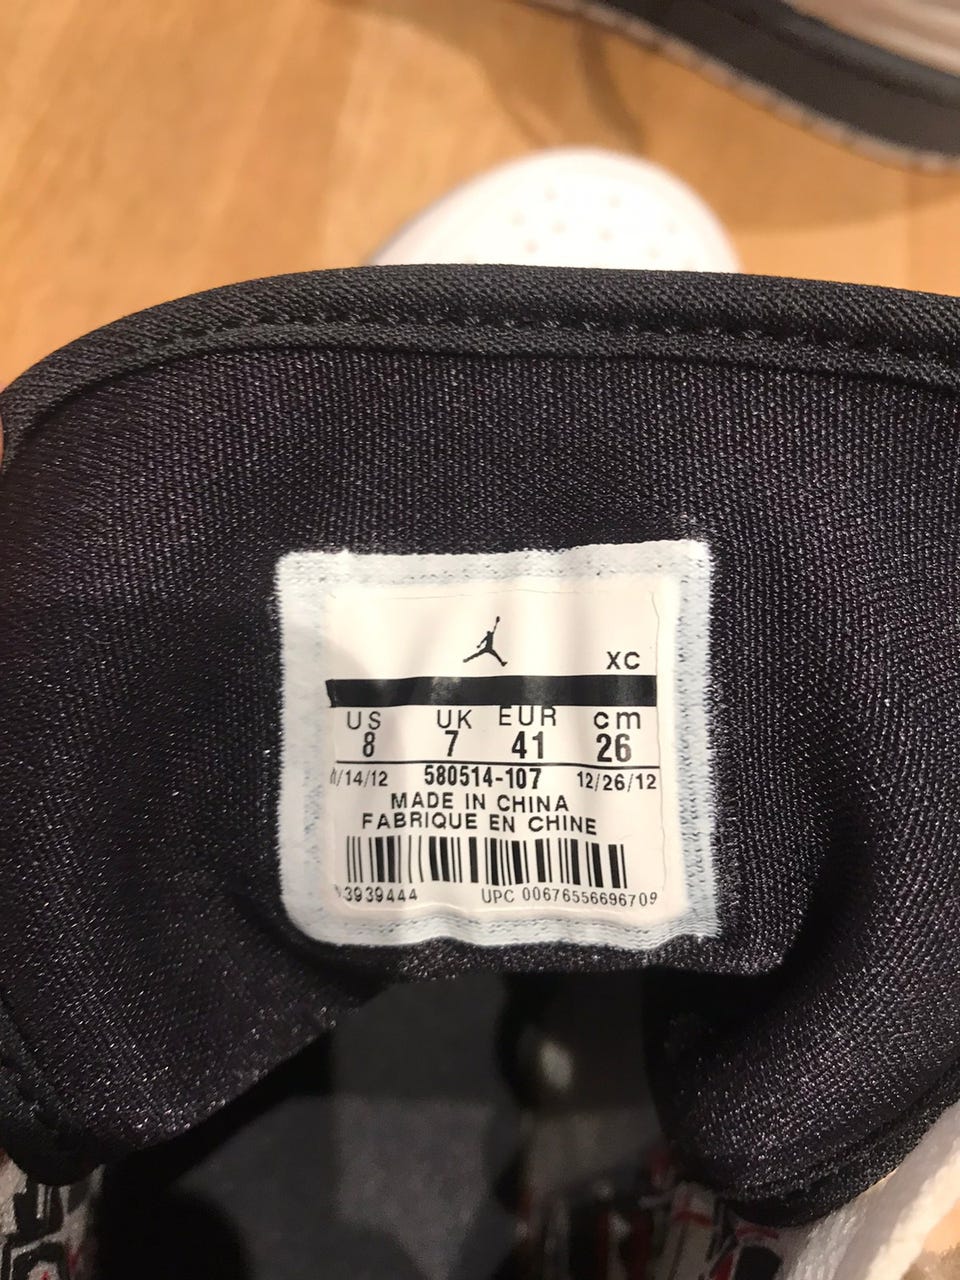 XC
US UK EUR cm
8 7 41 26
/14/12 580514-107 12/26/12
MADE IN CHINA
FABRIQUE EN CHINE
3939444 UPC 00676556696709